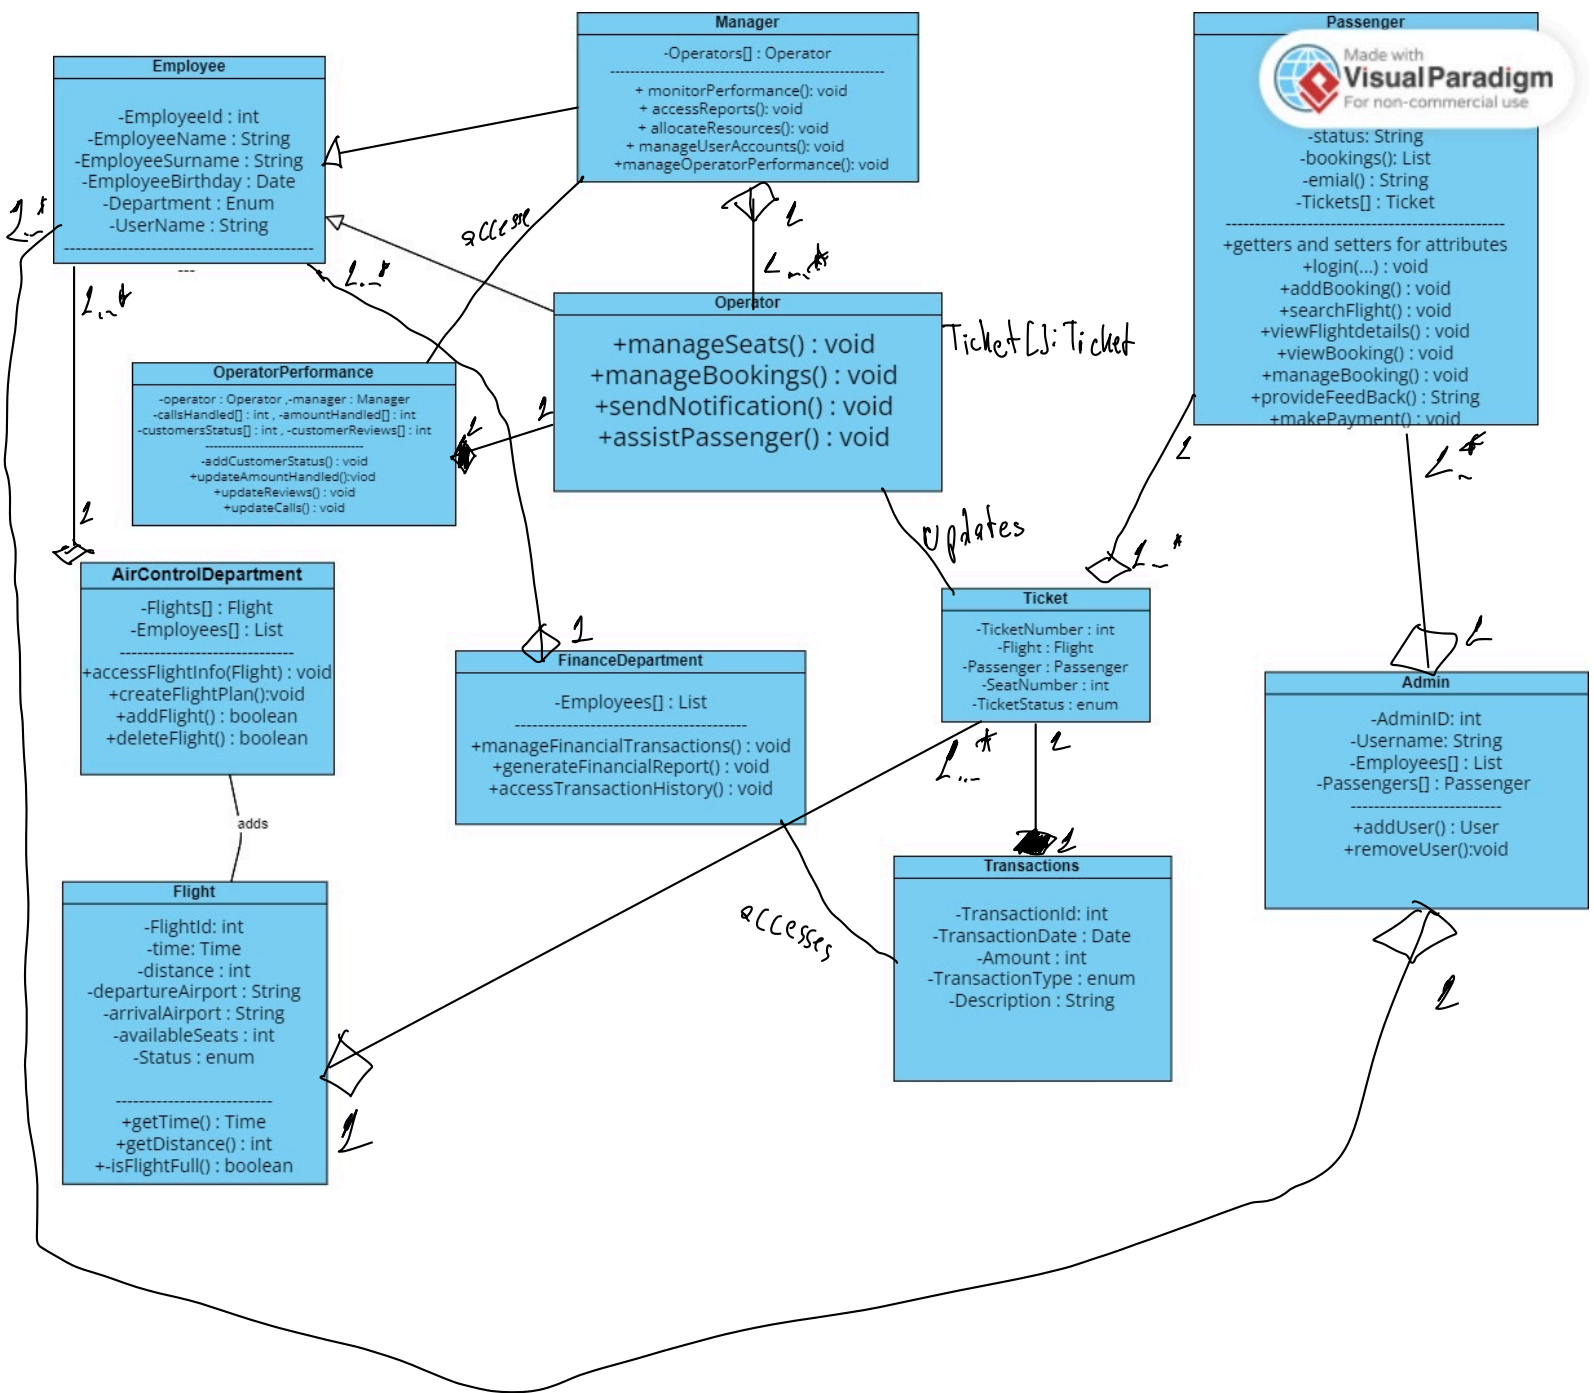 Manager
-Operators[] : Operator
+ monitorPerformance(): void
+ accessReports(): void
+ allocateResources(): void
+ manageUserAccounts(): void
+manageOperatorPerformance(): void
Passenger
Made with
Visual Paradigm
For non-commercial use
-status: String
-bookings(): List
-emial() : String
-Tickets[] : Ticket
+getters and setters for attributes
+login(...) : void
+addBooking() : void
+searchFlight() : void
+viewFlightdetails() : void
+viewBooking() : void
+manageBooking() : void
+provideFeedBack() : String
+makePayment() : void
Employee
-EmployeeId : int
-EmployeeName : String
-EmployeeSurname : String
-EmployeeBirthday : Date
-Department : Enum
-UserName : String
1..*
accesse
1
1..*
1..*
1..*
Operator
+manageSeats() : void
+manageBookings() : void
+sendNotification() : void
+assistPassenger() : void
Ticket[]: Ticket
OperatorPerformance
-operator : Operator ,-manager : Manager
-callsHandled[] : int , -amountHandled[] : int
-customersStatus[] : int , -customerReviews[] : int
-addCustomerStatus() : void
+updateAmountHandled():viod
+updateReviews() : void
+updateCalls() : void
1
1
1
1..*
1
updates
1..*
AirControlDepartment
-Flights[] : Flight
-Employees[] : List
+accessFlightInfo(Flight) : void
+createFlightPlan():void
+addFlight() : boolean
+deleteFlight() : boolean
adds
1
FinanceDepartment
-Employees[] : List
+manageFinancialTransactions() : void
+generateFinancialReport() : void
+accessTransactionHistory() : void
Ticket
-TicketNumber : int
-Flight : Flight
-Passenger : Passenger
-SeatNumber : int
-TicketStatus : enum
1..*
1
1
1
Admin
-AdminID: int
-Username: String
-Employees[] : List
-Passengers[] : Passenger
+addUser() : User
+removeUser():void
1
accesses
Transactions
-TransactionId: int
-TransactionDate : Date
-Amount : int
-TransactionType : enum
-Description : String
Flight
-FlightId: int
-time: Time
-distance : int
-departureAirport : String
-arrivalAirport : String
-availableSeats : int
-Status : enum
+getTime() : Time
+getDistance() : int
+-isFlightFull() : boolean
1